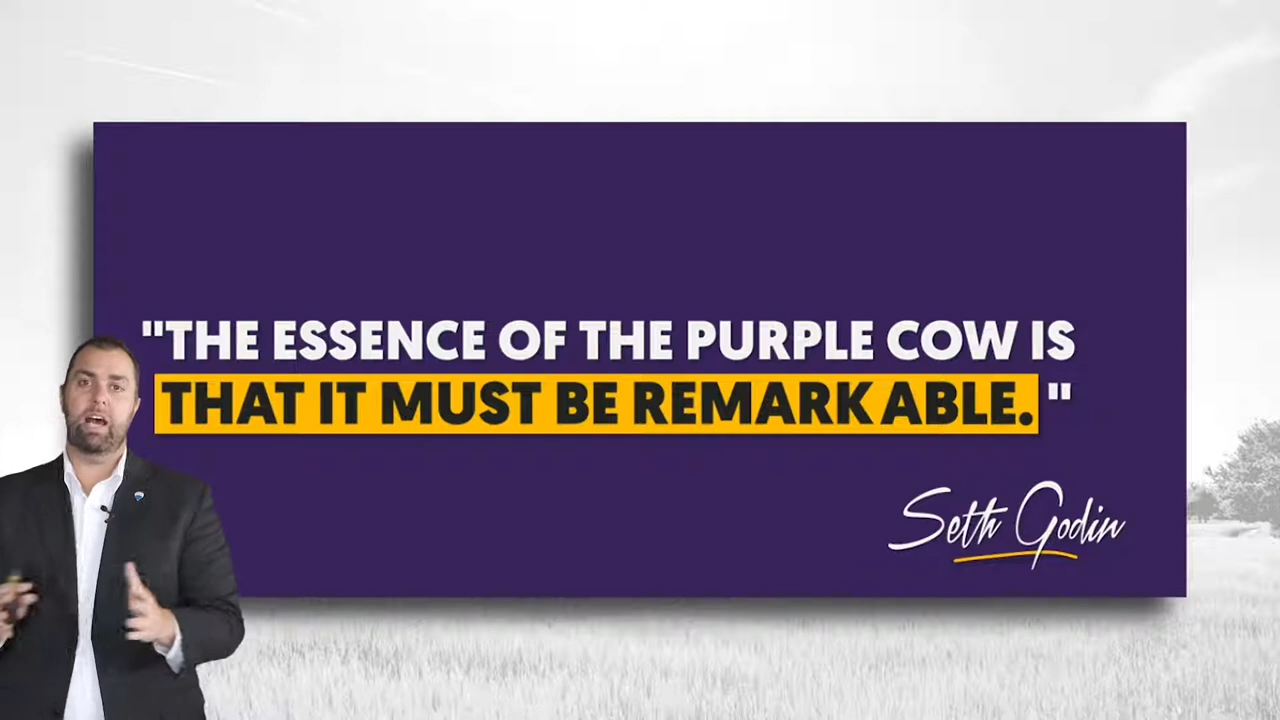 "THE ESSENCE OF THE PURPLE COW IS
THAT IT MUST BE REMARKABLE. "
Seth Godin